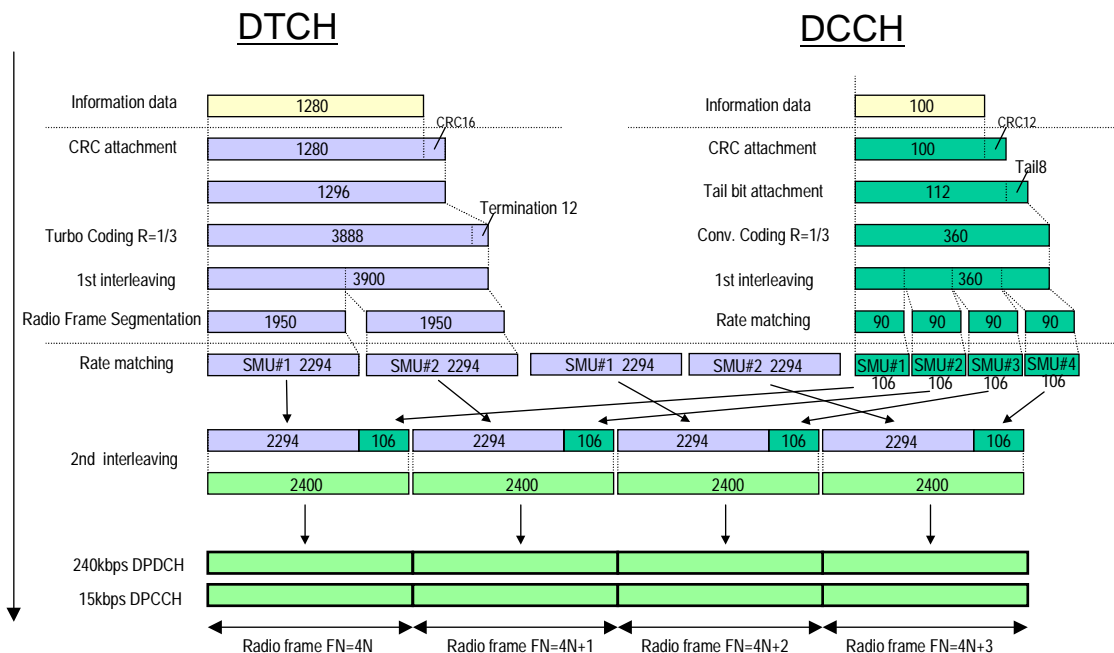 DTCH
DCCH
Information data
1280
Information data
100
CRC16
CRC12
CRC attachment
1280
CRC attachment
100
Tail8
1296
Tail bit attachment
112
Termination 12
Turbo Coding R=1/3
3888
Conv. Coding R=1/3
360
1st interleaving
3900
1st interleaving
360
Radio Frame Segmentation
1950
1950
Rate matching
90
90
90
90
Rate matching
SMU#1 2294
SMU#2 2294
SMU#1 2294
SMU#2 2294
SMU#1
SMU#2
SMU#3
SMU#4
106
106
106
106
2294
106
2294
106
2294
106
2294
106
2nd interleaving
2400
2400
2400
2400
240kbps DPDCH
15kbps DPCCH
Radio frame FN=4N
Radio frame FN=4N+1
Radio frame FN=4N+2
Radio frame FN=4N+3